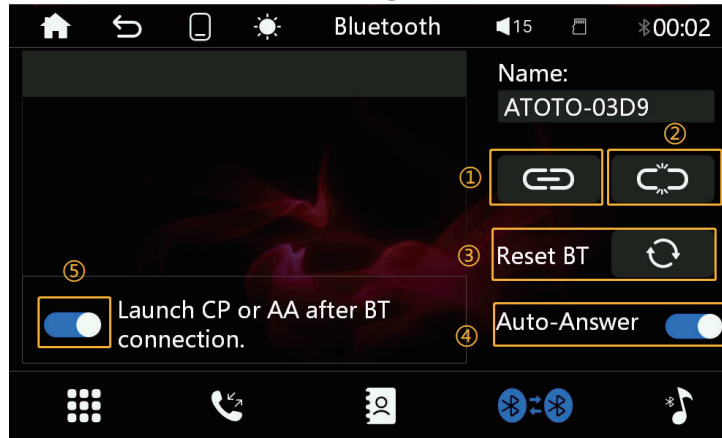 Bluetooth
15
00:02
Name:
ATOTO-03D9
②
①
③
Reset BT
⑤
Launch CP or AA after BT
connection.
④
Auto-Answer